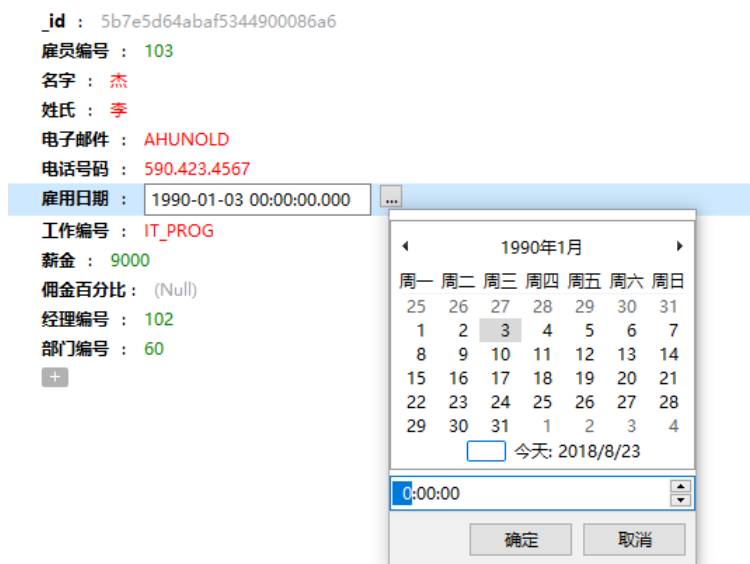 _id : 5b7e5d64abaf5344900086a6
雇员编号 : 103
名字 : 杰
姓氏 : 李
电子邮件 : AHUNOLD
电话号码 : 590.423.4567
雇用日期 : 1990-01-03 00:00:00.000 ...
工作编号 : IT_PROG
薪金 : 9000
佣金百分比 : (Null)
经理编号 : 102
部门编号 : 60
+
1990年1月
周一 周二 周三 周四 周五 周六 周日
25 26 27 28 29 30 31
1 2 3 4 5 6 7
8 9 10 11 12 13 14
15 16 17 18 19 20 21
22 23 24 25 26 27 28
29 30 31 1 2 3 4
今天: 2018/8/23
0:00:00
确定 取消